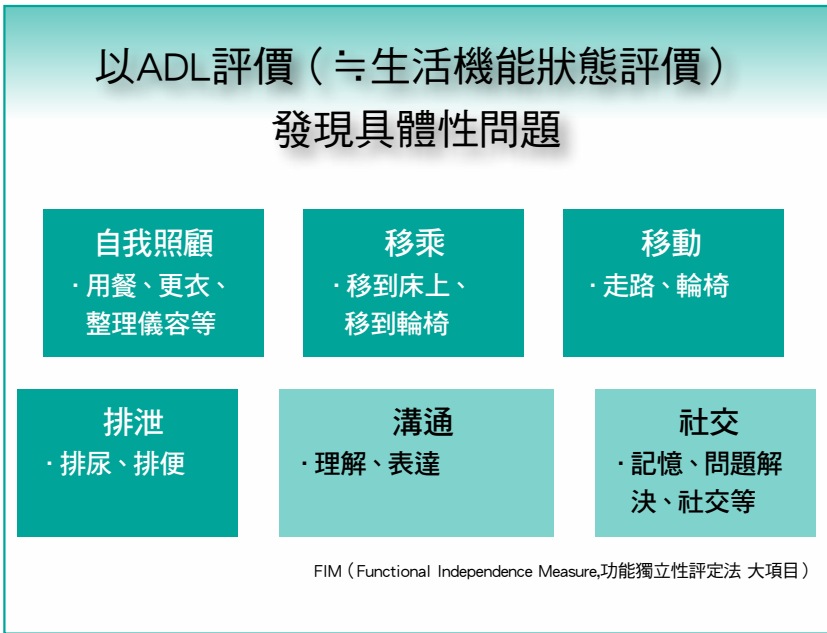 以ADL評價（≒生活機能狀態評價）
發現具體性問題
自我照顧
·用餐、更衣、
整理儀容等
移乘
·移到床上、
移到輪椅
移動
·走路、輪椅
排泄
·排尿、排便
溝通
·理解、表達
社交
·記憶、問題解
決、社交等
FIM（Functional Independence Measure,功能獨立性評定法 大項目）